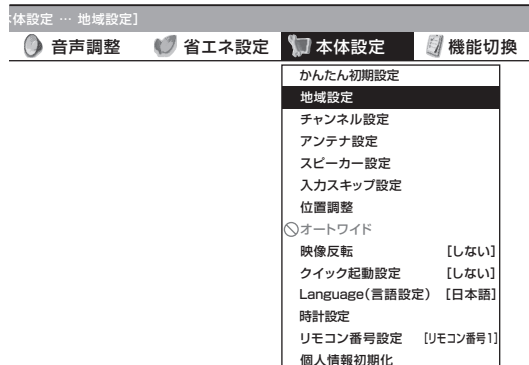 本体設定 … 地域設定]
音声調整 省エネ設定 本体設定 機能切換
かんたん初期設定
地域設定
チャンネル設定
アンテナ設定
スピーカー設定
入力スキップ設定
位置調整
オートワイド
映像反転 [しない]
クイック起動設定 [しない]
Language(言語設定) [日本語]
時計設定
リモコン番号設定 [リモコン番号1]
個人情報初期化